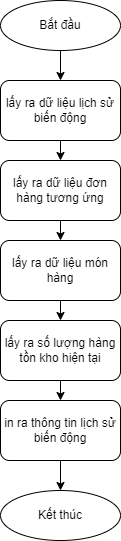 Bắt đầu
lấy ra dữ liệu lịch sử
biến động
lấy ra dữ liệu đơn
hàng tương ứng
lấy ra dữ liệu món
hàng
lấy ra số lượng hàng
tồn kho hiện tại
in ra thông tin lịch sử
biến động
Kết thúc